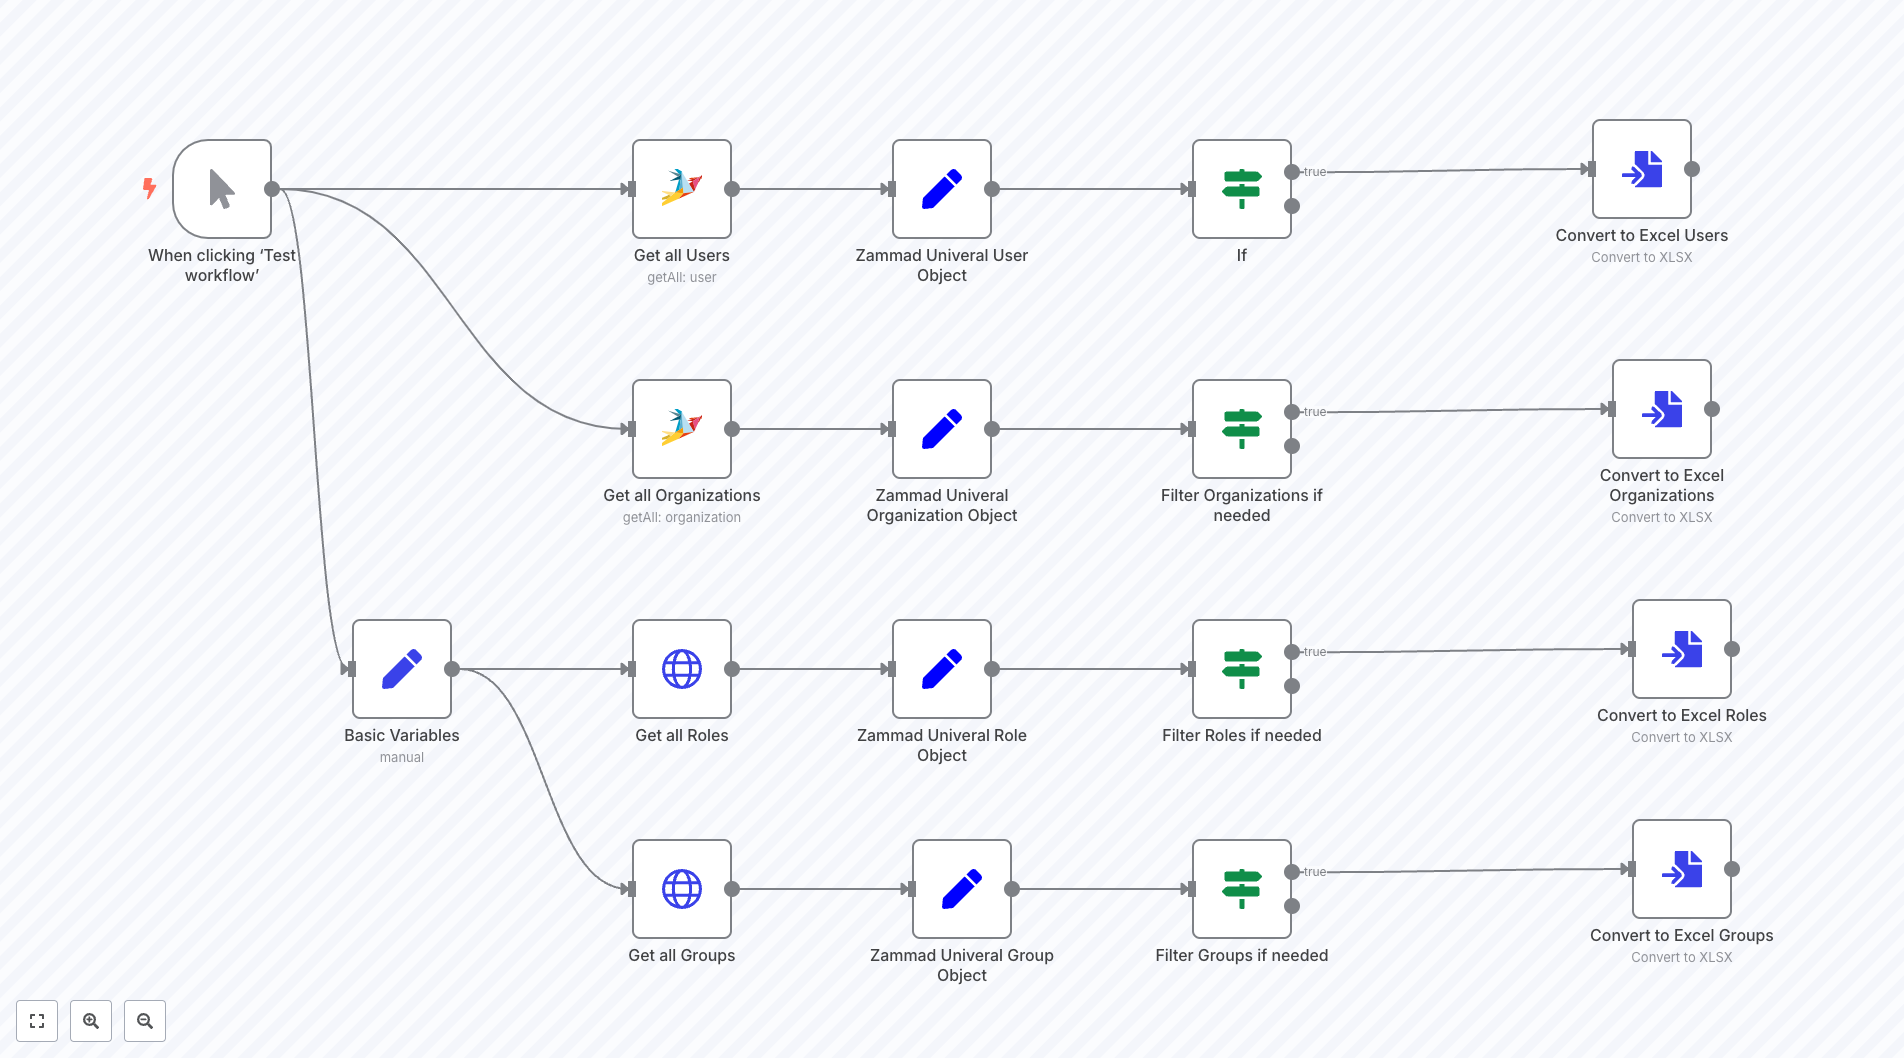 When clicking ‘Test
workflow’
Get all Users
getAll: user
Zammad Univeral User
Object
If
true
Convert to Excel Users
Convert to XLSX
Get all Organizations
getAll: organization
Zammad Univeral
Organization Object
Filter Organizations if
needed
true
Convert to Excel
Organizations
Convert to XLSX
Basic Variables
manual
Get all Roles
Zammad Univeral Role
Object
Filter Roles if needed
true
Convert to Excel Roles
Convert to XLSX
Get all Groups
Zammad Univeral Group
Object
Filter Groups if needed
true
Convert to Excel Groups
Convert to XLSX